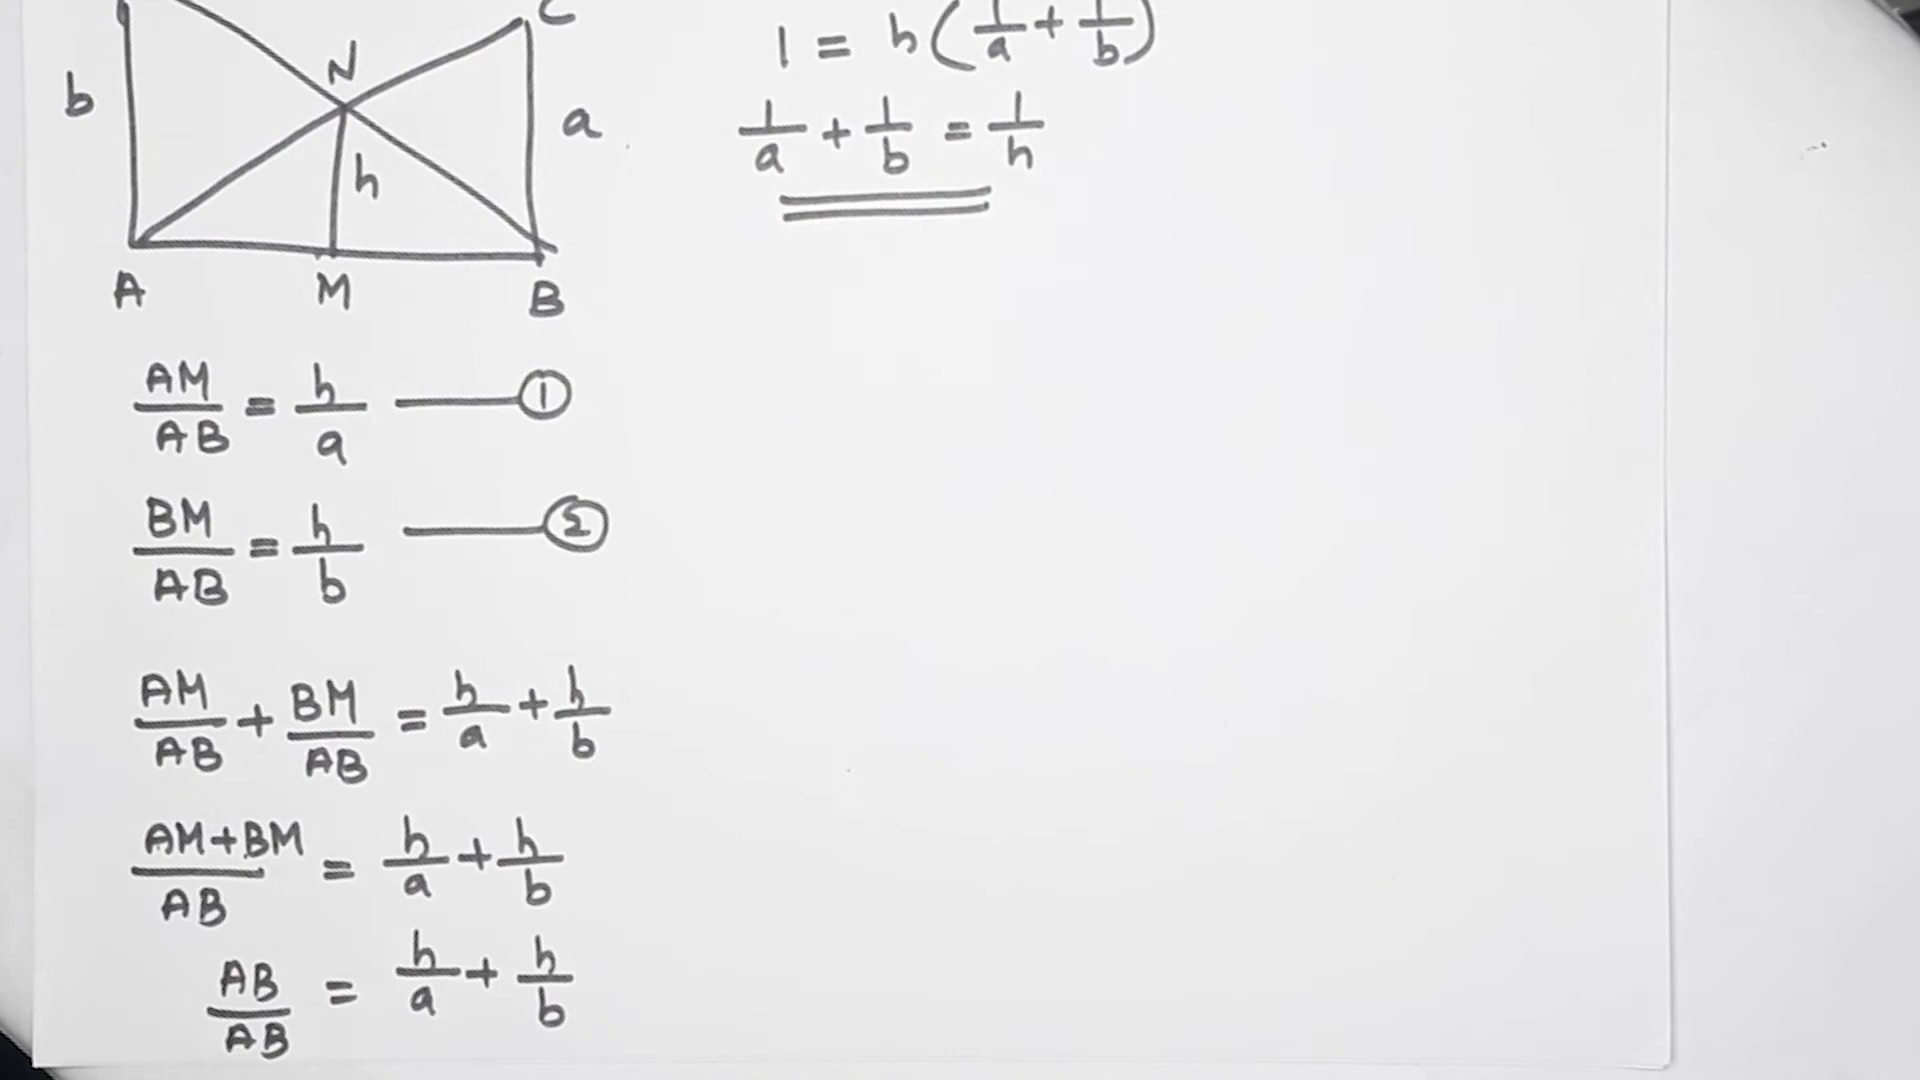 C
N
b
a
h
A M B
AM/AB = h/a —— ①
BM/AB = h/b —— ②
AM/AB + BM/AB = h/a + h/b
AM+BM/AB = h/a + h/b
AB/AB = h/a + h/b
1 = h(1/a + 1/b)
1/a + 1/b = 1/h